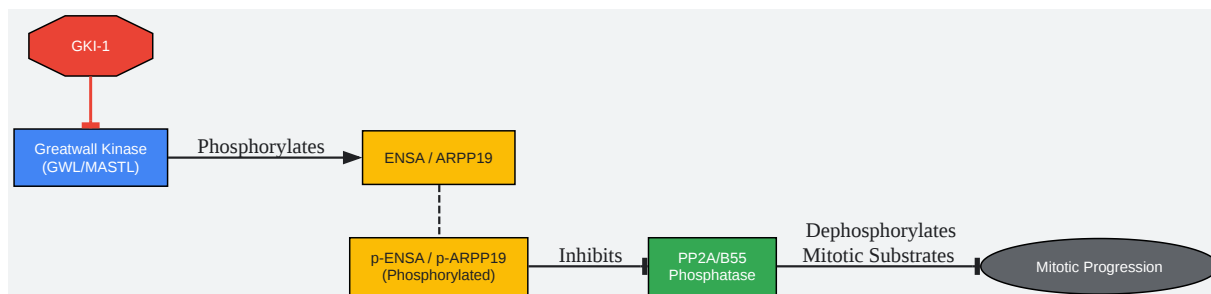 GKI-1
Greatwall Kinase
(GWL/MASTL)
Phosphorylates
ENSA / ARPP19
p-ENSA / p-ARPP19
(Phosphorylated)
Inhibits
PP2A/B55
Phosphatase
Dephosphorylates
Mitotic Substrates
Mitotic Progression